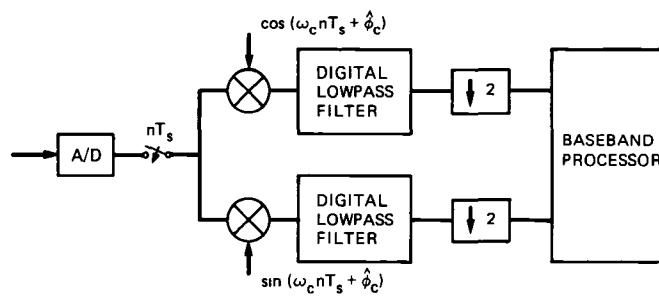 cos (ω_c nT_s + φ̂_c)
DIGITAL
LOWPASS
FILTER
↓ 2
nT_s
A/D
BASEBAND
PROCESSOR
DIGITAL
LOWPASS
FILTER
↓ 2
sin (ω_c nT_s + φ̂_c)